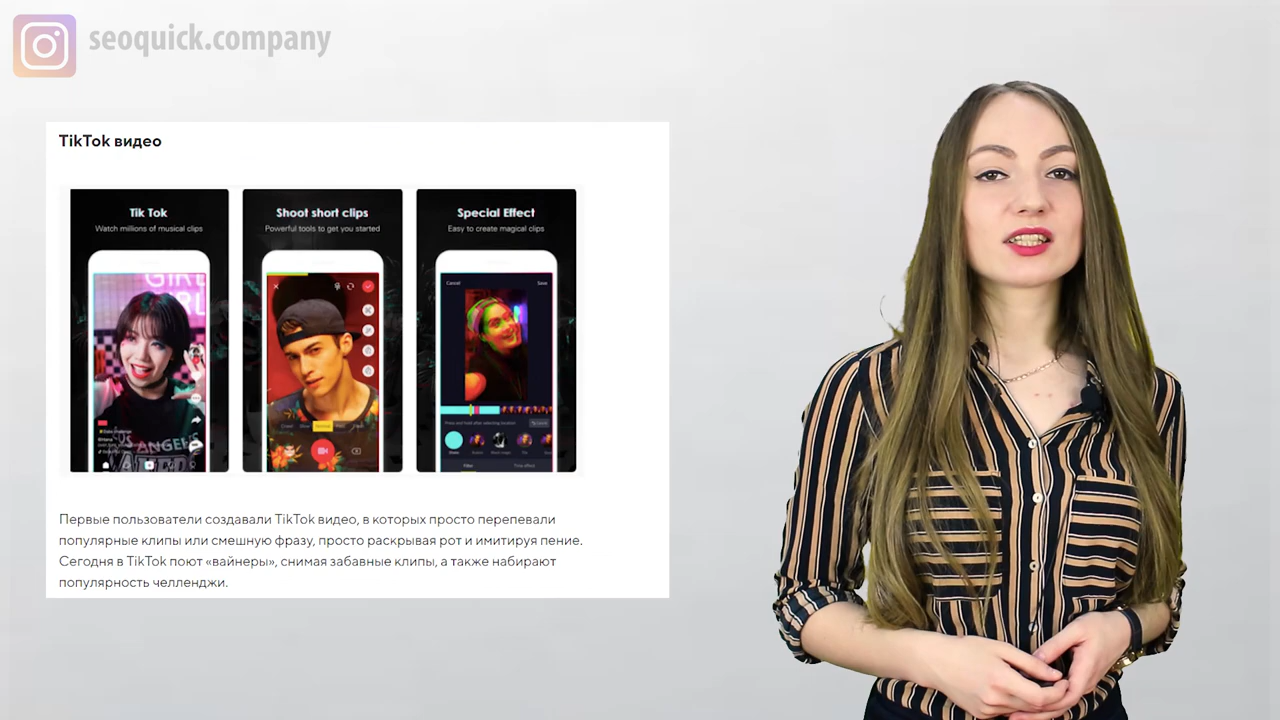 seoquick.company
TikTok видео
Tik Tok
Watch millions of musical clips
Shoot short clips
Powerful tools to get you started
Special Effect
Easy to create magical clips
Cancel
Save
Первые пользователи создавали TikTok видео, в которых просто перепевали
популярные клипы или смешную фразу, просто раскрывая рот и имитируя пение.
Сегодня в TikTok поют «вайнеры», снимая забавные клипы, а также набирают
популярность челленджи.